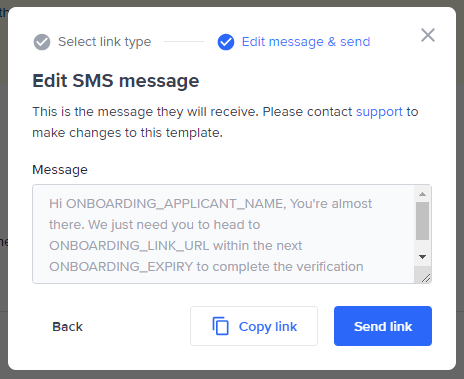 Select link type
Edit message & send
Edit SMS message
This is the message they will receive. Please contact support to
make changes to this template.
Message
Hi ONBOARDING_APPLICANT_NAME, You're almost
there. We just need you to head to
ONBOARDING_LINK_URL within the next
ONBOARDING_EXPIRY to complete the verification
Back
Copy link
Send link